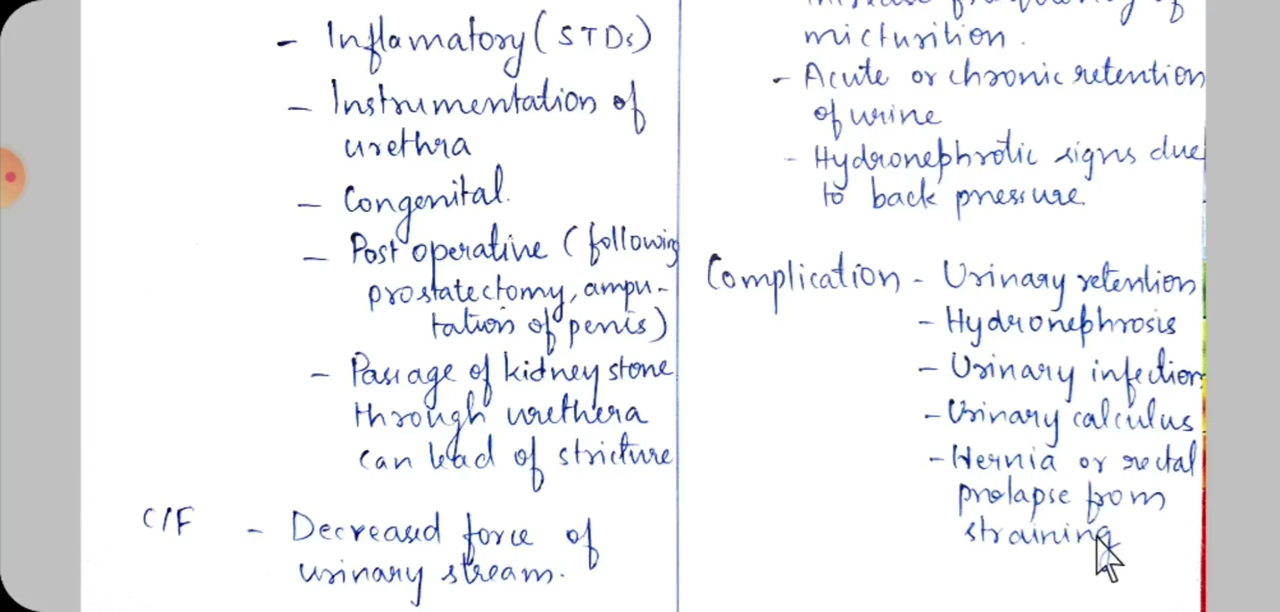 - Inflamatory (STDs)
- Instrumentation of
urethra
- Congenital.
- Post operative (following
prostatectomy, ampu-
tation of penis)
- Passage of kidney stone
through urethera
can lead of stricture
C/F - Decreased force of
urinary stream.
of
micturition.
- Acute or chronic retention
of urine
- Hydronephrotic signs due
to back pressure
Complication - Urinary retention
- Hydronephrosis
- Urinary infection
- Urinary calculus
- Hernia or rectal
prolapse from
straining